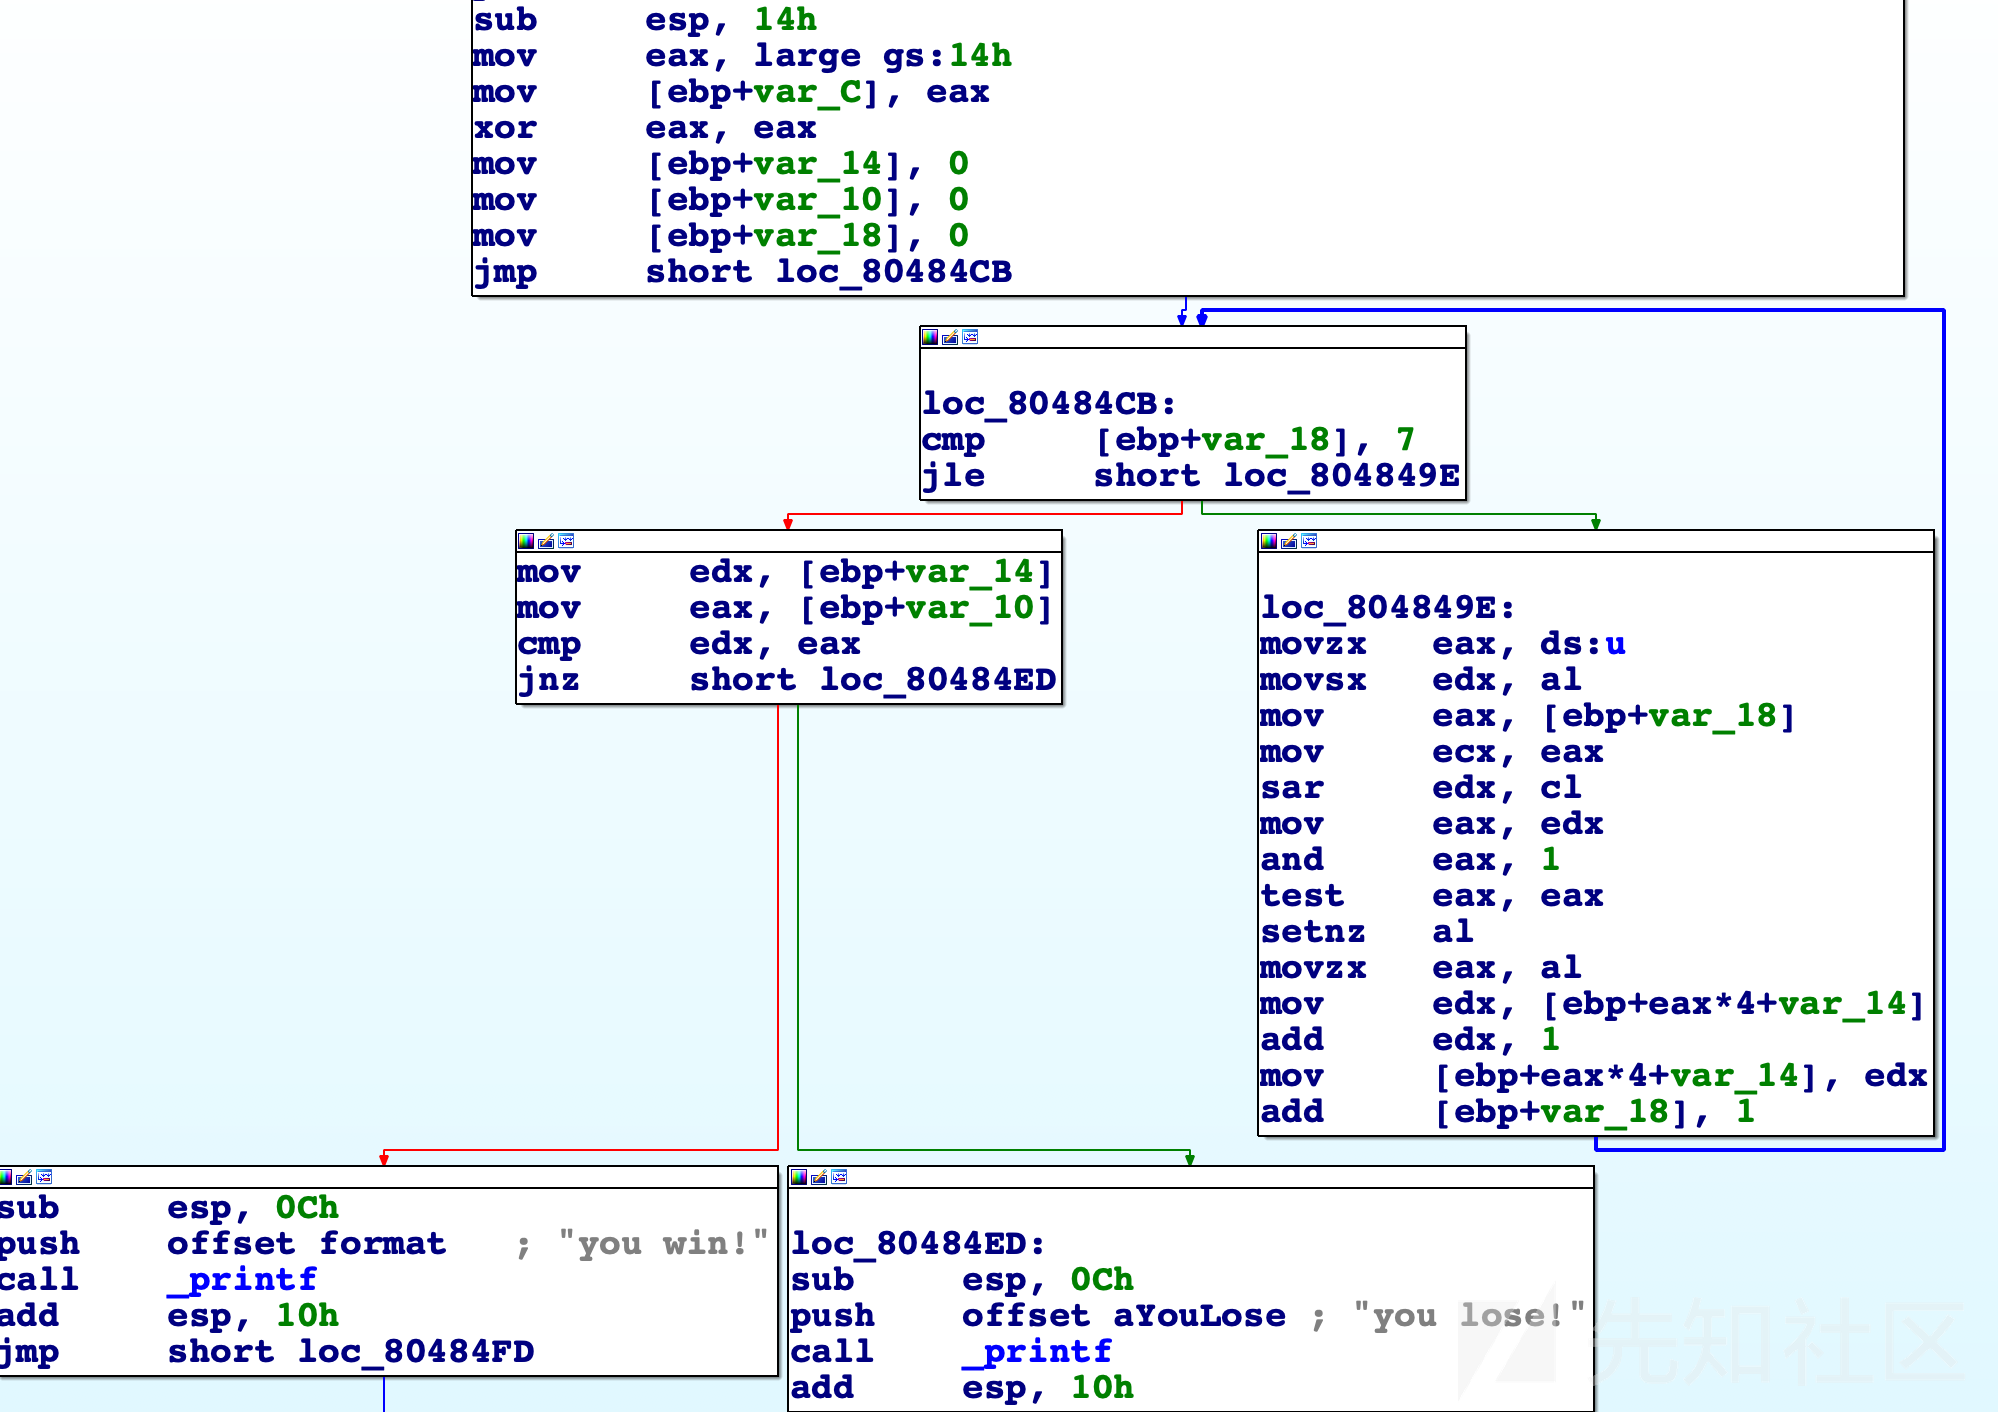 sub esp, 14h
mov eax, large gs:14h
mov [ebp+var_C], eax
xor eax, eax
mov [ebp+var_14], 0
mov [ebp+var_10], 0
mov [ebp+var_18], 0
jmp short loc_80484CB
loc_80484CB:
cmp [ebp+var_18], 7
jle short loc_804849E
mov edx, [ebp+var_14]
mov eax, [ebp+var_10]
cmp edx, eax
jnz short loc_80484ED
loc_804849E:
movzx eax, ds:u
movsx edx, al
mov eax, [ebp+var_18]
mov ecx, eax
sar edx, cl
mov eax, edx
and eax, 1
test eax, eax
setnz al
movzx eax, al
mov edx, [ebp+eax*4+var_14]
add edx, 1
mov [ebp+eax*4+var_14], edx
add [ebp+var_18], 1
sub esp, 0Ch
push offset format ; "you win!"
call _printf
add esp, 10h
jmp short loc_80484FD
loc_80484ED:
sub esp, 0Ch
push offset aYouLose ; "you lose!"
call _printf
add esp, 10h
先知社区